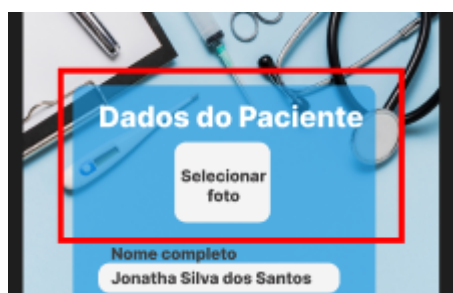 Dados do Paciente
Selecionar
foto
Nome completo
Jonatha Silva dos Santos